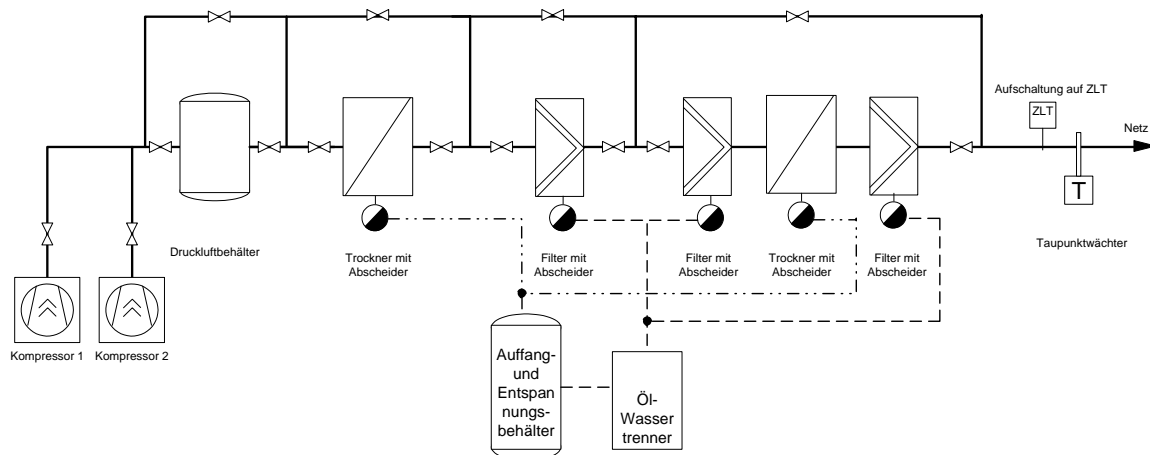 Aufschaltung auf ZLT
ZLT
Netz
T
Druckluftbehälter
Trockner mit
Abscheider
Filter mit
Abscheider
Filter mit
Abscheider
Trockner mit
Abscheider
Filter mit
Abscheider
Taupunktwächter
Kompressor 1
Kompressor 2
Auffang-
und
Entspan
nungs-
behälter
Öl-
Wasser
trenner